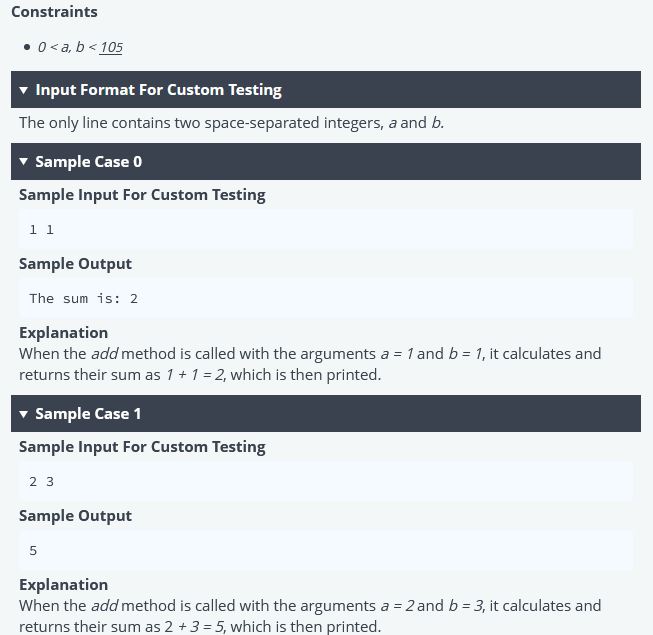 Constraints
• 0 < a, b < 105
▼ Input Format For Custom Testing
The only line contains two space-separated integers, a and b.
▼ Sample Case 0
Sample Input For Custom Testing
1 1
Sample Output
The sum is: 2
Explanation
When the add method is called with the arguments a = 1 and b = 1, it calculates and
returns their sum as 1 + 1 = 2, which is then printed.
▼ Sample Case 1
Sample Input For Custom Testing
2 3
Sample Output
5
Explanation
When the add method is called with the arguments a = 2 and b = 3, it calculates and
returns their sum as 2 + 3 = 5, which is then printed.